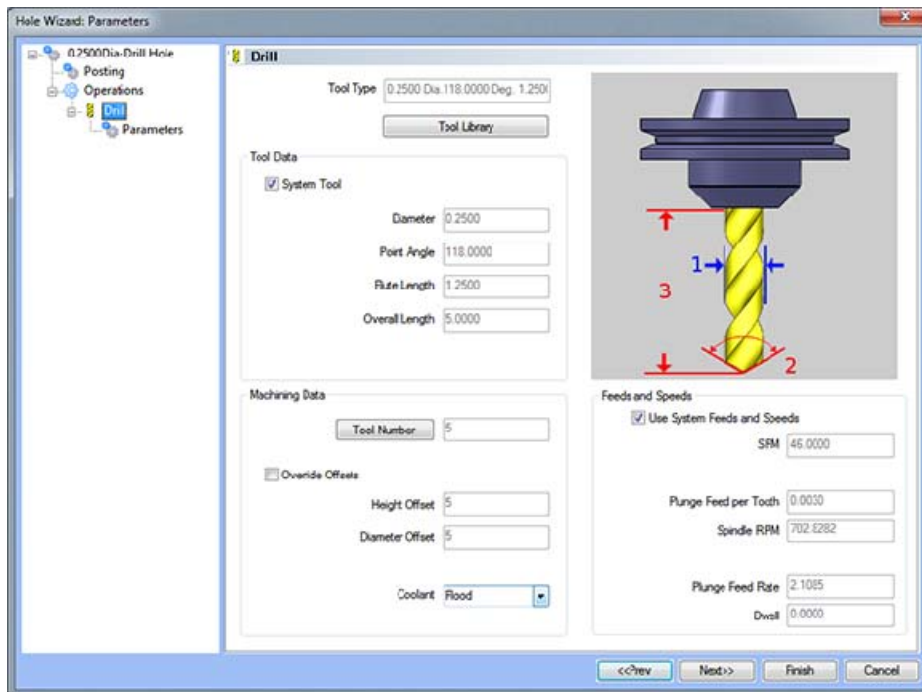 Hole Wizard: Parameters
0.2500Dia-Drill Hole
Posting
Operations
Drill
Parameters
Drill
Tool Type 0.2500 Dia.118.0000 Deg. 1.250
Tool Library
Tool Data
System Tool
Diameter 0.2500
Point Angle 118.0000
Flute Length 1.2500
Overall Length 5.0000
1
3
2
Machining Data
Tool Number 5
Override Offsets
Height Offset 5
Diameter Offset 5
Coolant Flood
Feeds and Speeds
Use System Feeds and Speeds
SFM 46.0000
Plunge Feed per Tooth 0.0030
Spindle RPM 702.8282
Plunge Feed Rate 2.1085
Dwell 0.0000
<<Prev Next>> Finish Cancel